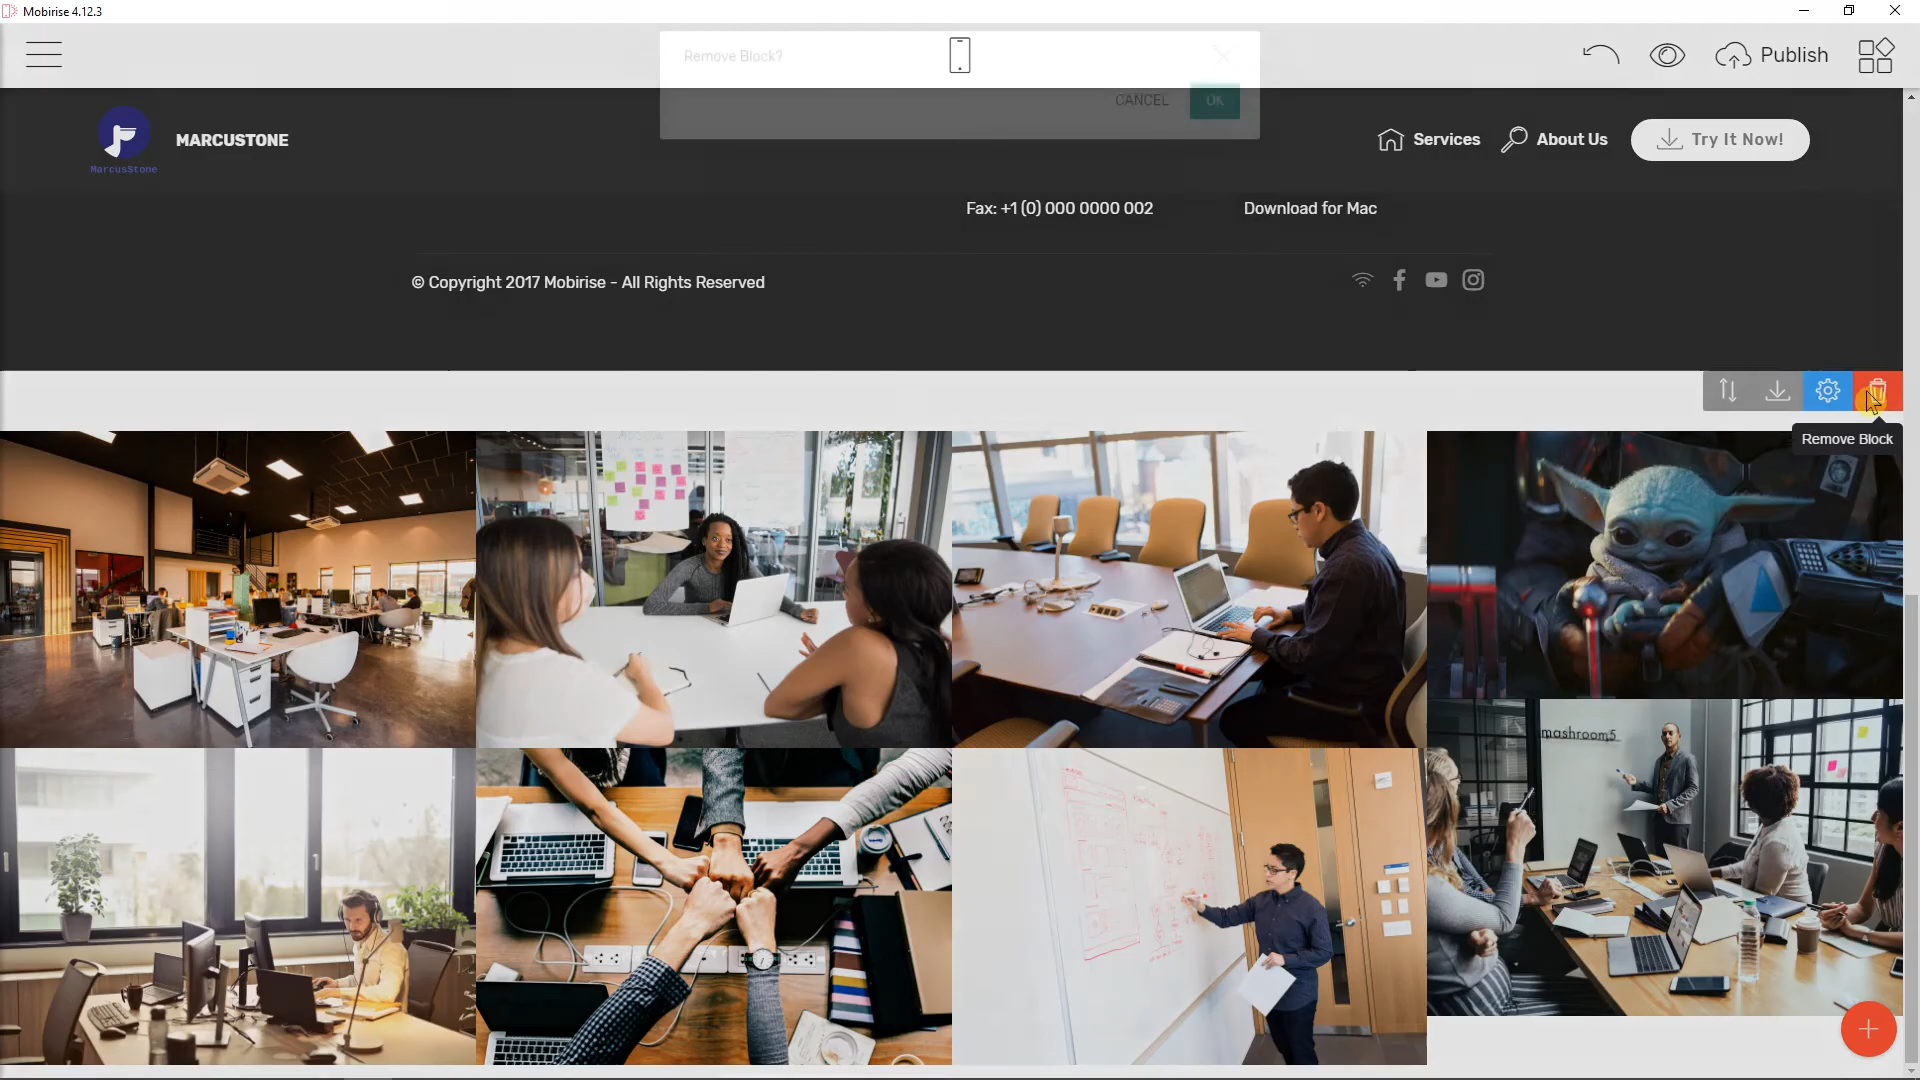 Mobirise 4.12.3
Remove Block?
Publish
CANCEL OK
MarcusStone
MARCUSTONE
Services
About Us
Try It Now!
Fax: +1 (0) 000 0000 002
Download for Mac
© Copyright 2017 Mobirise - All Rights Reserved
Remove Block
mashroom5